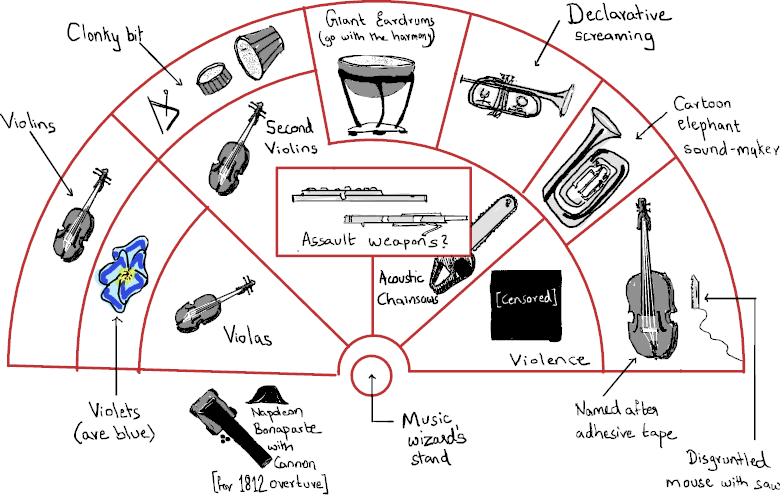 Giant Eardrums
(go with the harmony)
Declarative
screaming
Clonky bit
Violins
Second
Violins
Cartoon
elephant
sound-maker
Assault weapons?
Acoustic
Chainsaws
[Censored]
Violence
Violas
Violets
(are blue)
Napoleon
Bonaparte
with
Cannon
[for 1812 overture]
Music
wizard's
stand
Named after
adhesive tape
Disgruntled
mouse with saw